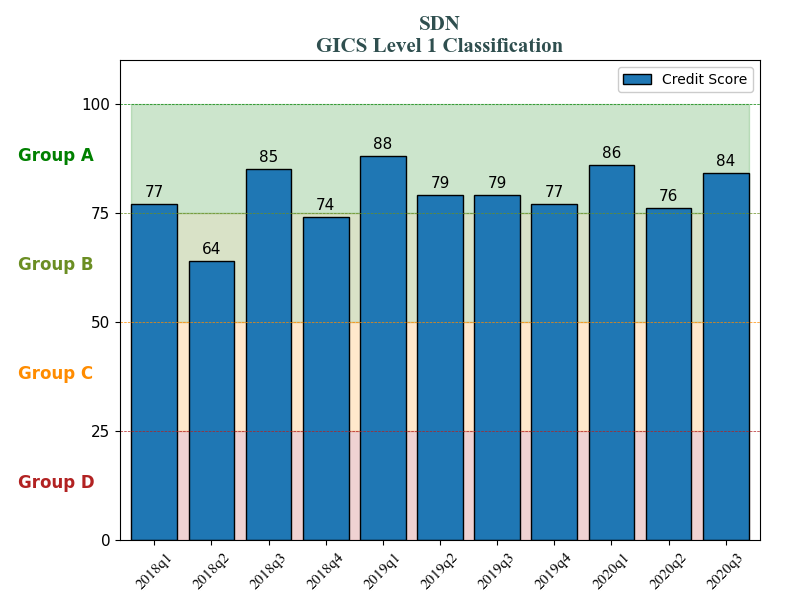 SDN
GICS Level 1 Classification
Credit Score
100
75
50
25
0
Group A
Group B
Group C
Group D
77
64
85
74
88
79
79
77
86
76
84
2018q1
2018q2
2018q3
2018q4
2019q1
2019q2
2019q3
2019q4
2020q1
2020q2
2020q3